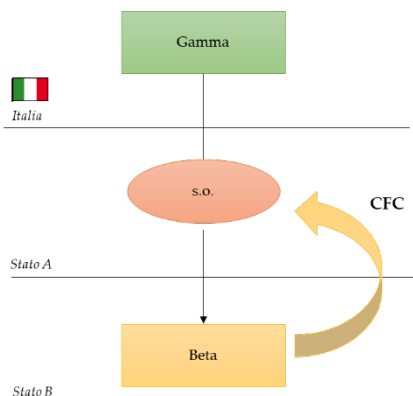 Gamma
Italia
s.o.
CFC
Stato A
Beta
Stato B